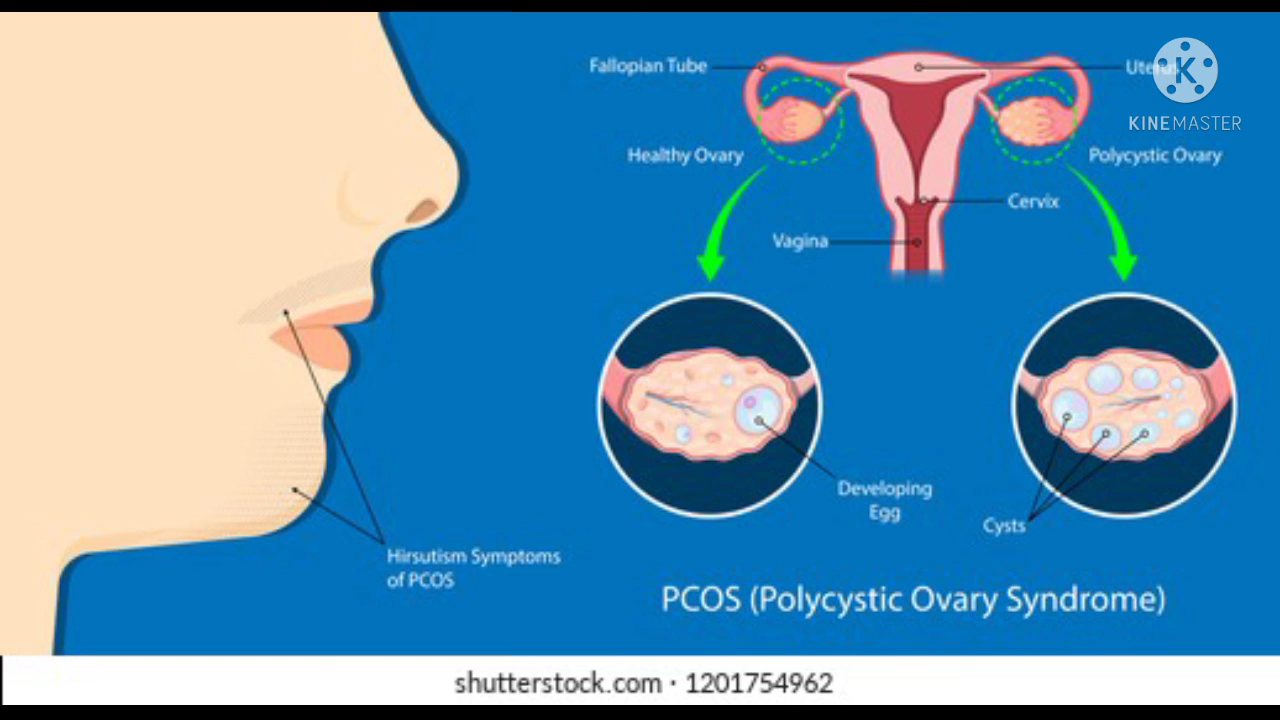 Fallopian Tube
Uterus
KINEMASTER
Healthy Ovary
Polycystic Ovary
Cervix
Vagina
Developing
Egg
Cysts
Hirsutism Symptoms
of PCOS
PCOS (Polycystic Ovary Syndrome)
shutterstock.com · 1201754962